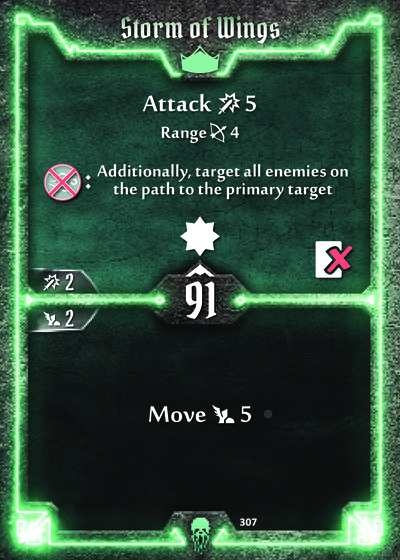 Storm of Wings
Attack 5
Range 4
: Additionally, target all enemies on
the path to the primary target
2
91
2
Move 5
307